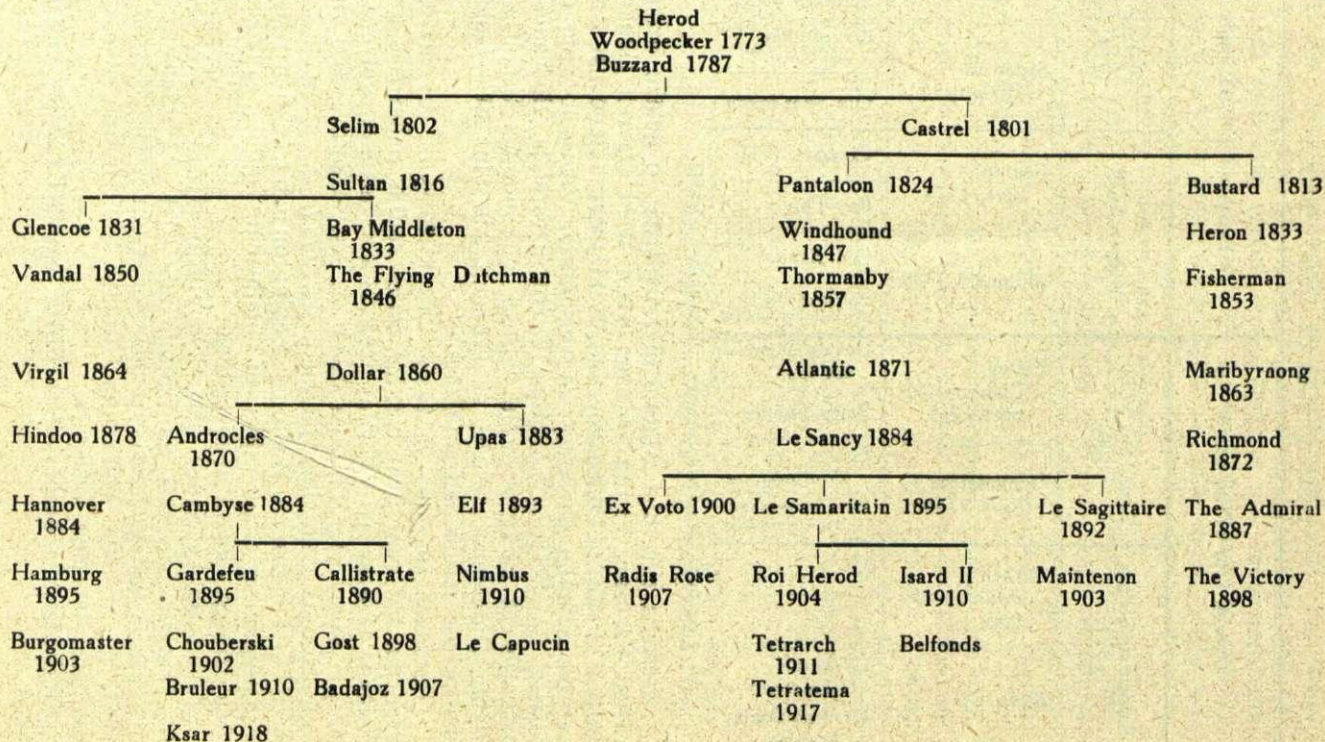 Herod
Woodpecker 1773
Buzzard 1787
Selim 1802
Castrel 1801
Sultan 1816
Pantaloon 1824
Bustard 1813
Glencoe 1831
Bay Middleton
1833
Windhound
1847
Heron 1833
Vandal 1850
The Flying Dutchman
1846
Thormanby
1857
Fisherman
1853
Virgil 1864
Dollar 1860
Atlantic 1871
Maribyrnong
1863
Hindoo 1878
Androcles
1870
Upas 1883
Le Sancy 1884
Richmond
1872
Hannover
1884
Cambyse 1884
Elf 1893
Ex Voto 1900
Le Samaritain 1895
Le Sagittaire
1892
The Admiral
1887
Hamburg
1895
Gardefeu
1895
Callistrate
1890
Nimbus
1910
Radis Rose
1907
Roi Herod
1904
Isard II
1910
Maintenon
1903
The Victory
1898
Burgomaster
1903
Chouberski
1902
Gost 1898
Le Capucin
Tetrarch
1911
Belfonds
Bruleur 1910
Badajoz 1907
Tetratema
1917
Ksar 1918